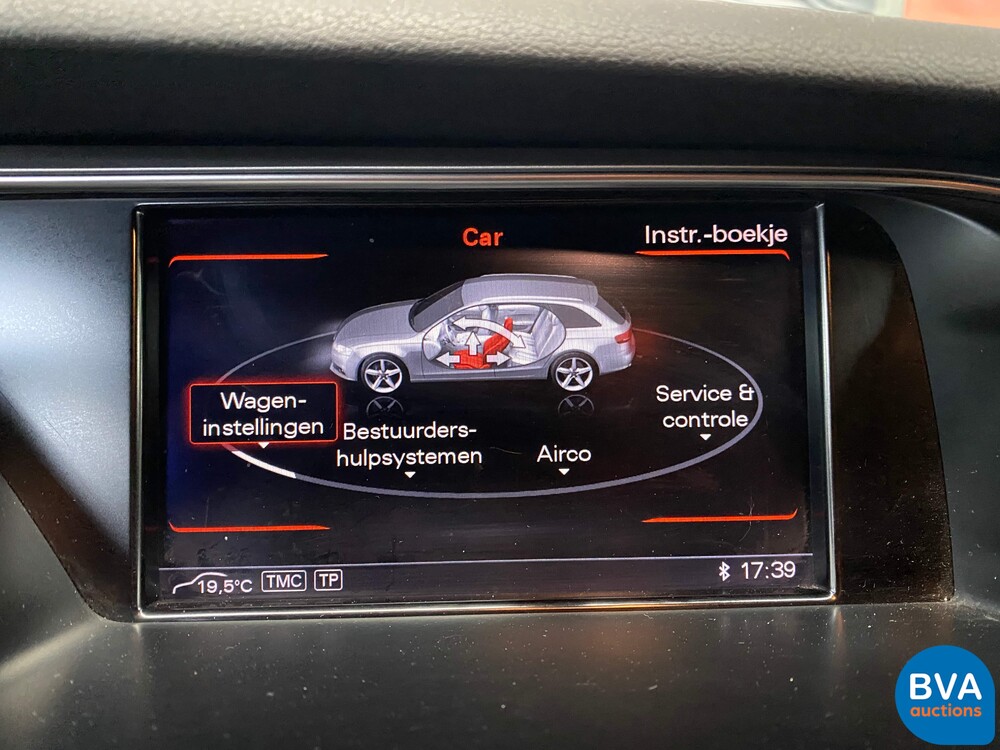 Car
Instr.-boekje
Wagen-
instellingen
Bestuurders-
hulpsystemen
Airco
Service &
controle
19,5°C TMC TP
17:39
BVA
auctions